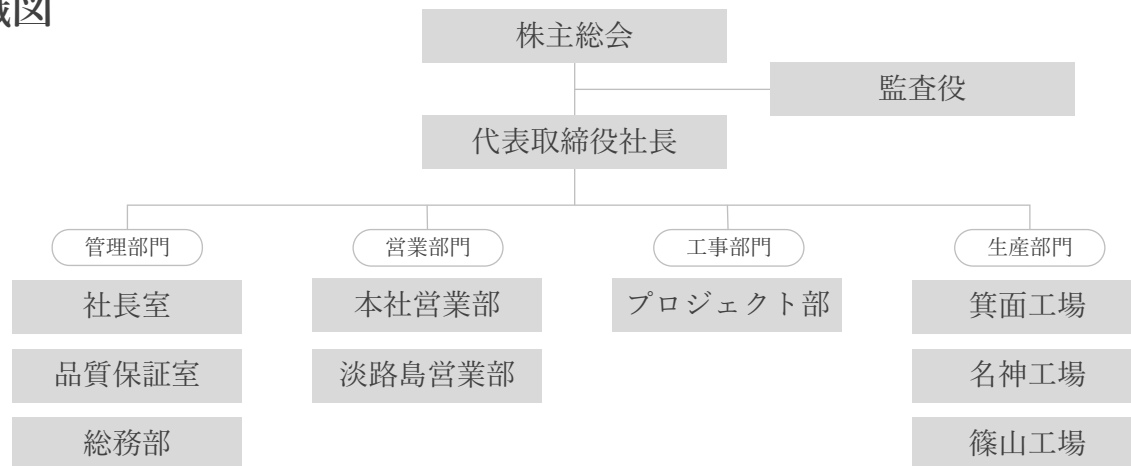 図
株主総会
監査役
代表取締役社長
管理部門
営業部門
工事部門
生産部門
社長室
本社営業部
プロジェクト部
箕面工場
品質保証室
淡路島営業部
名神工場
総務部
篠山工場